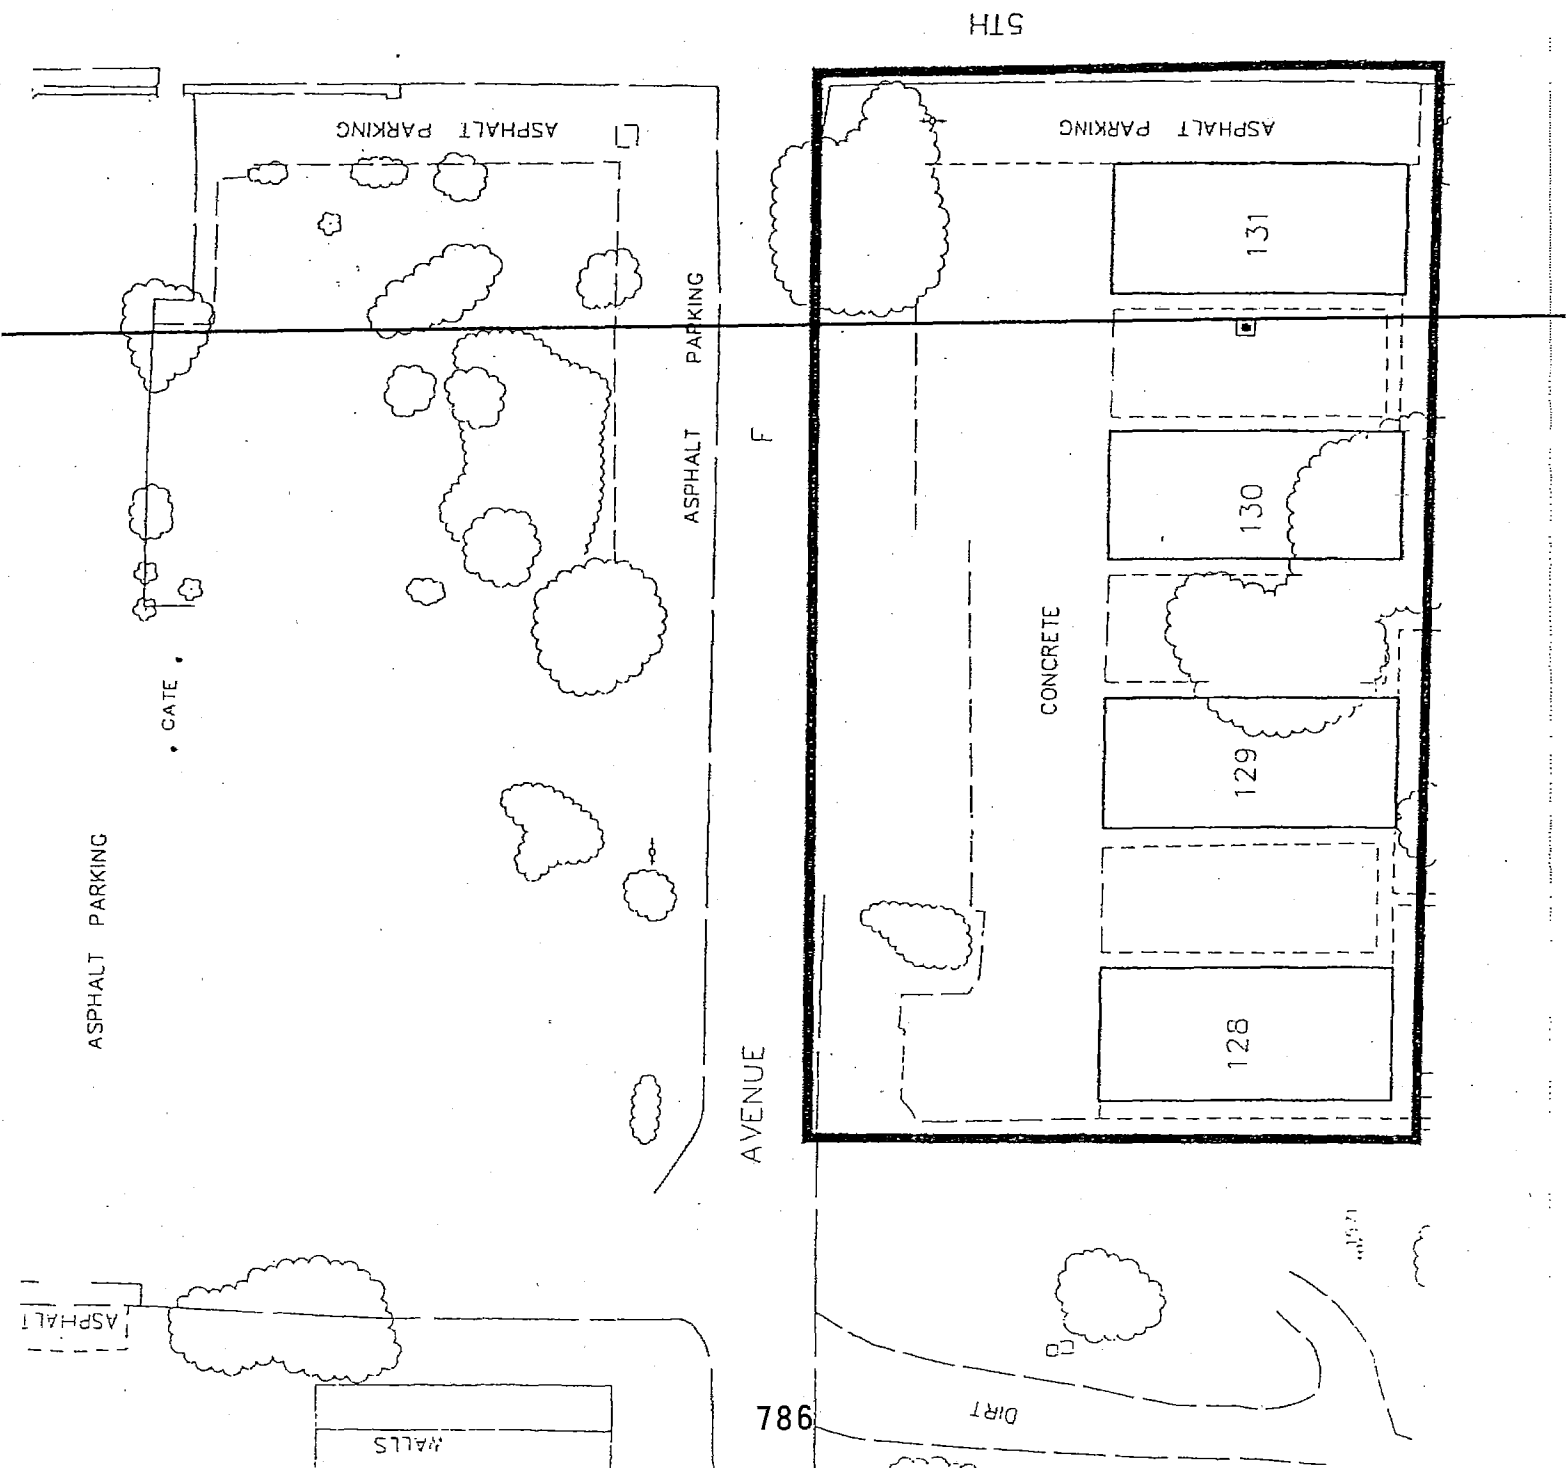 5TH
ASPHALT PARKING
ASPHALT PARKING
131
ASPHALT PARKING
F
130
CONCRETE
GATE
129
ASPHALT PARKING
128
AVENUE
ASPHALT
786
DIRT
WALLS